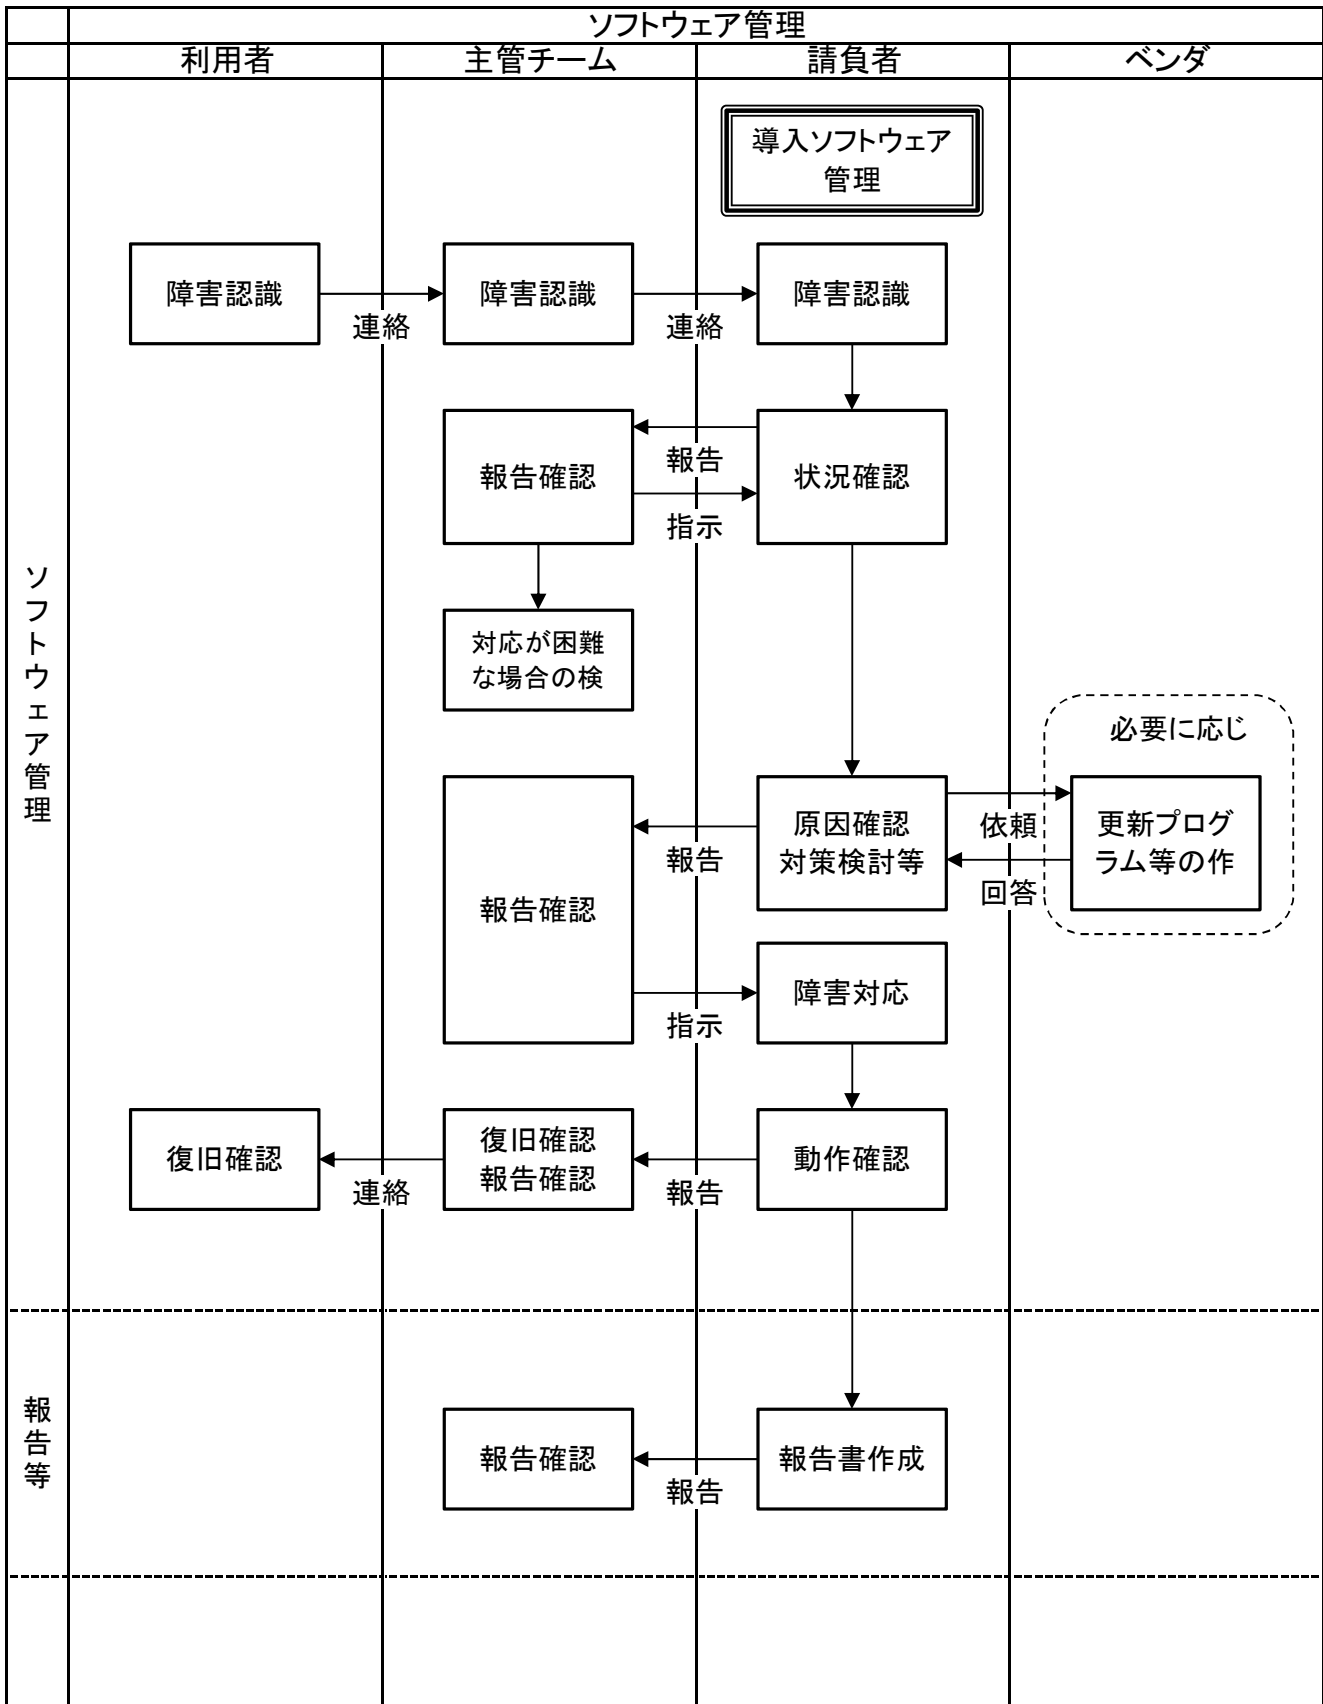 ソフトウェア管理
利用者
主管チーム
請負者
ベンダ
導入ソフトウェア
管理
障害認識
連絡
障害認識
連絡
障害認識
報告確認
報告
指示
状況確認
対応が困難
な場合の検
ソフトウェア管理
必要に応じ
報告確認
報告
原因確認
対策検討等
依頼
回答
更新プログ
ラム等の作
指示
障害対応
復旧確認
連絡
復旧確認
報告確認
報告
動作確認
報告等
報告確認
報告
報告書作成